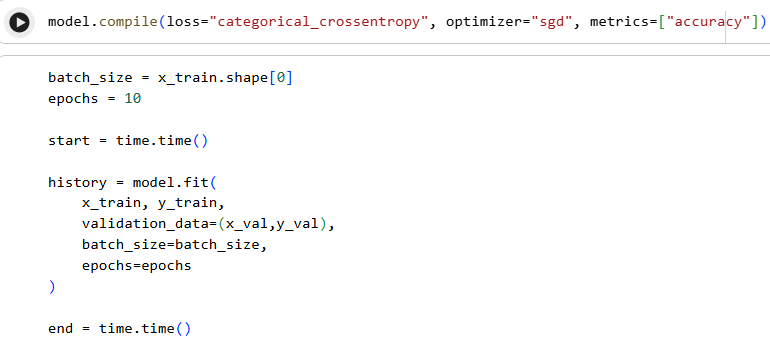 model.compile(loss="categorical_crossentropy", optimizer="sgd", metrics=["accuracy"])
batch_size = x_train.shape[0]
epochs = 10
start = time.time()
history = model.fit(
x_train, y_train,
validation_data=(x_val,y_val),
batch_size=batch_size,
epochs=epochs
)
end = time.time()